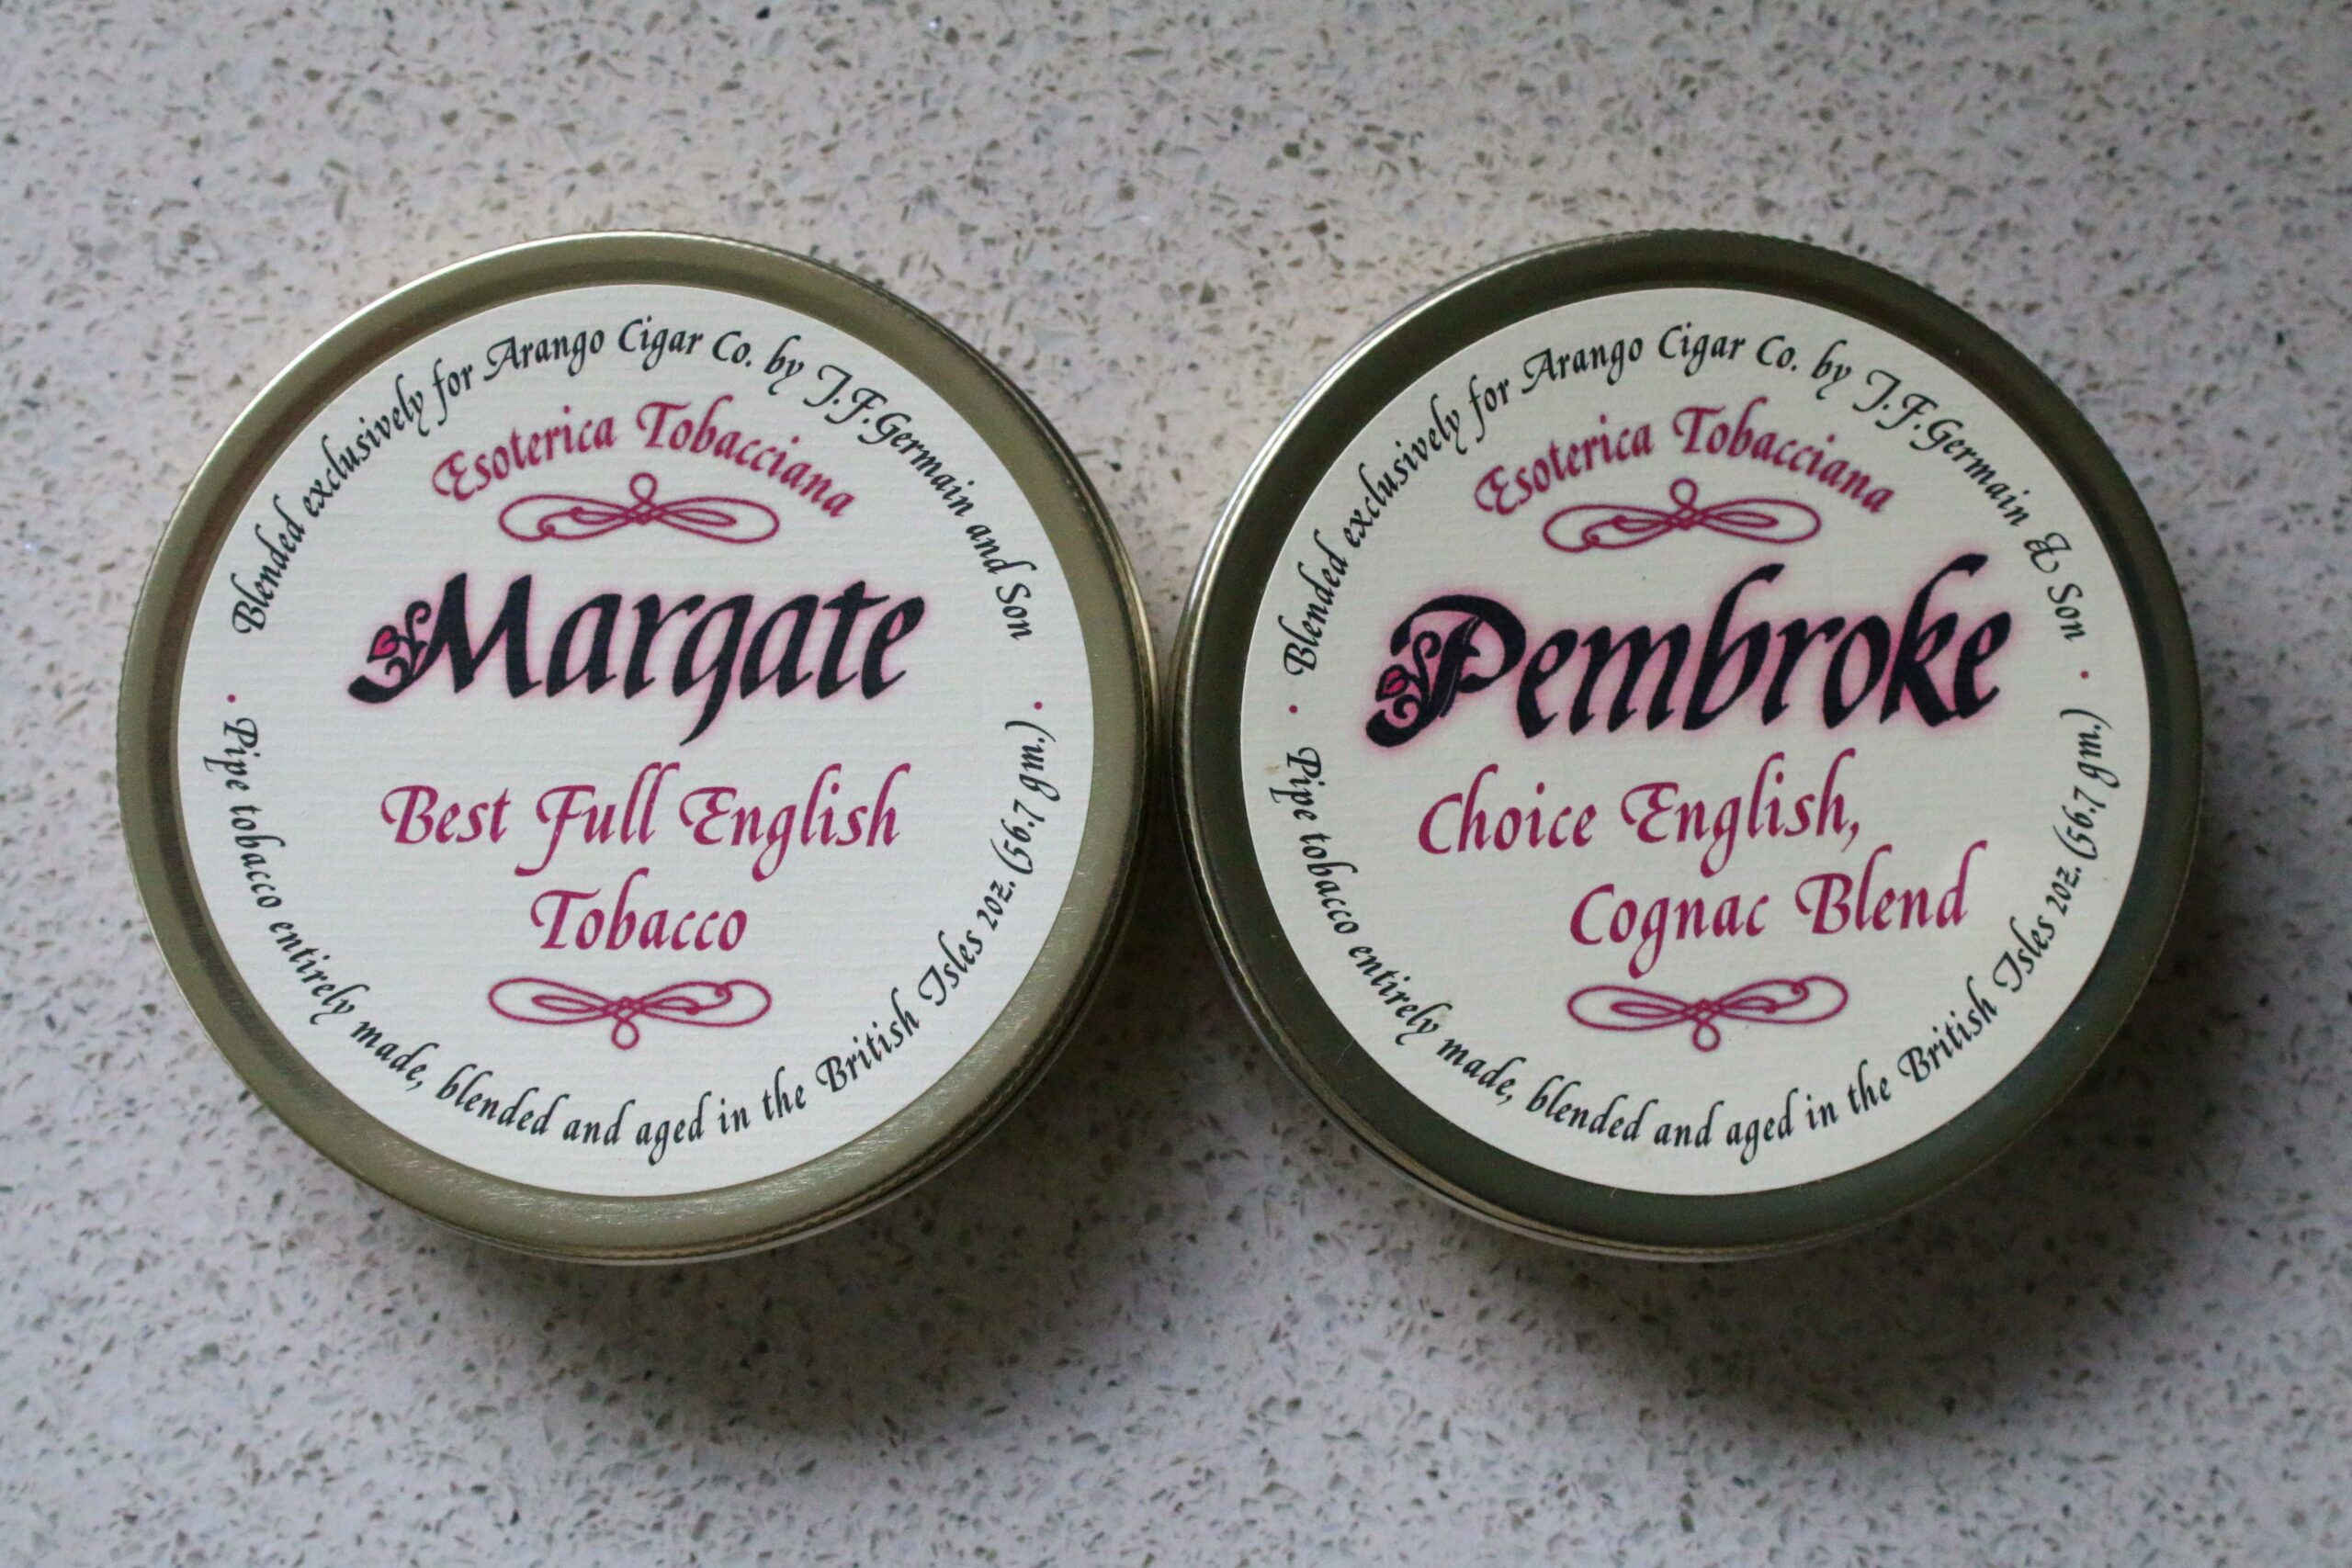 Blended exclusively for Arango Cigar Co. by J.F.Germain and Son
Esoterica Tobacciana
Margate
Best Full English
Tobacco
Pipe tobacco entirely made, blended and aged in the British Isles 2oz.(56.7 gm.)
Blended exclusively for Arango Cigar Co. by J.F.Germain & Son
Esoterica Tobacciana
Pembroke
Choice English,
Cognac Blend
Pipe tobacco entirely made, blended and aged in the British Isles 2oz.(56.7 gm.)